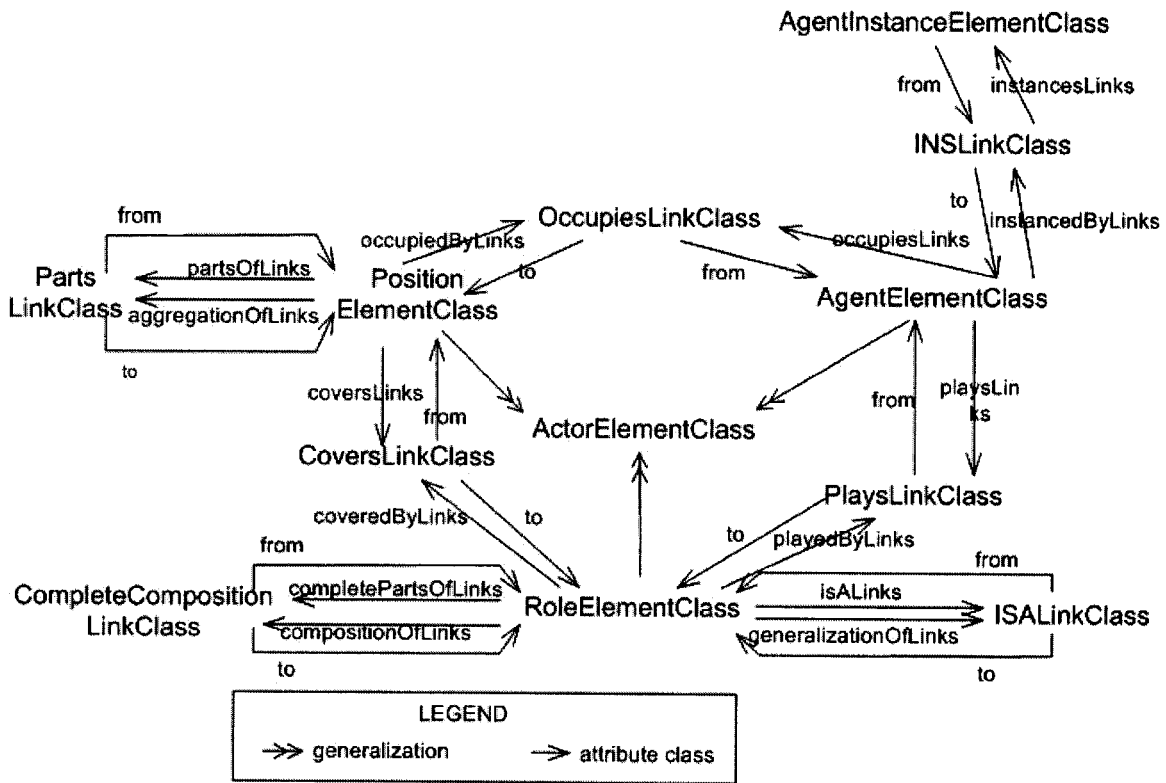 AgentInstanceElementClass
from
instancesLinks
INSLinkClass
to
instancedByLinks
from
OccupiesLinkClass
occupiedByLinks
occupiesLinks
Parts
LinkClass
partsOfLinks
aggregationOfLinks
Position
ElementClass
to
from
AgentElementClass
to
coversLinks
from
ActorElementClass
from
playsLin
ks
CoversLinkClass
PlaysLinkClass
coveredByLinks
to
to
playedByLinks
from
from
CompleteComposition
LinkClass
completePartsOfLinks
compositionOfLinks
RoleElementClass
isALinks
generalizationOfLinks
ISALinkClass
to
to
LEGEND
generalization
attribute class